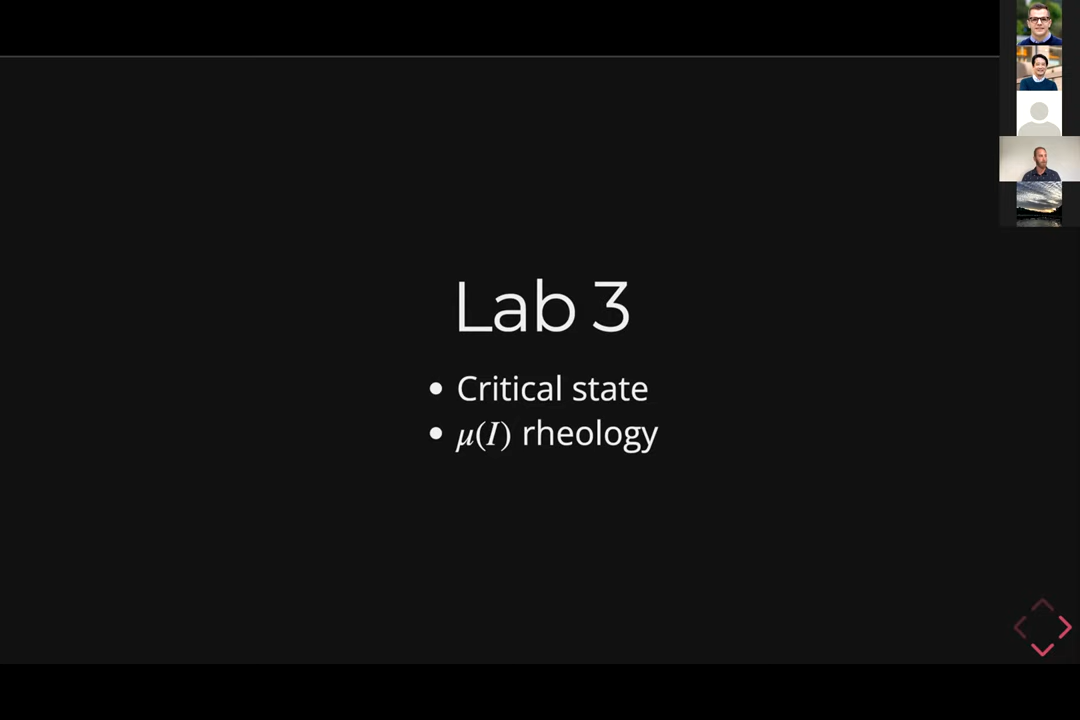 Lab 3
• Critical state
• μ(I) rheology